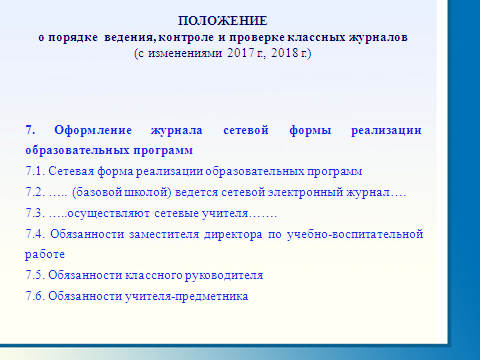 ПОЛОЖЕНИЕ
о порядке ведения, контроле и проверке классных журналов
(с изменениями 2017 г., 2018 г.)
7. Оформление журнала сетевой формы реализации
образовательных программ
7.1. Сетевая форма реализации образовательных программ
7.2. ….. (базовой школой) ведется сетевой электронный журнал….
7.3. …..осуществляют сетевые учителя…….
7.4. Обязанности заместителя директора по учебно-воспитательной
работе
7.5. Обязанности классного руководителя
7.6. Обязанности учителя-предметника